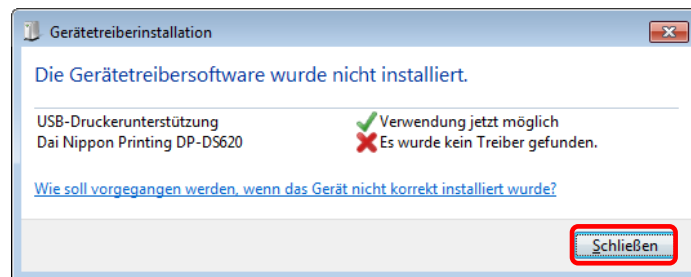 Gerätetreiberinstallation
Die Gerätetreibersoftware wurde nicht installiert.
USB-Druckerunterstützung Verwendung jetzt möglich
Dai Nippon Printing DP-DS620 Es wurde kein Treiber gefunden.
Wie soll vorgegangen werden, wenn das Gerät nicht korrekt installiert wurde?
Schließen